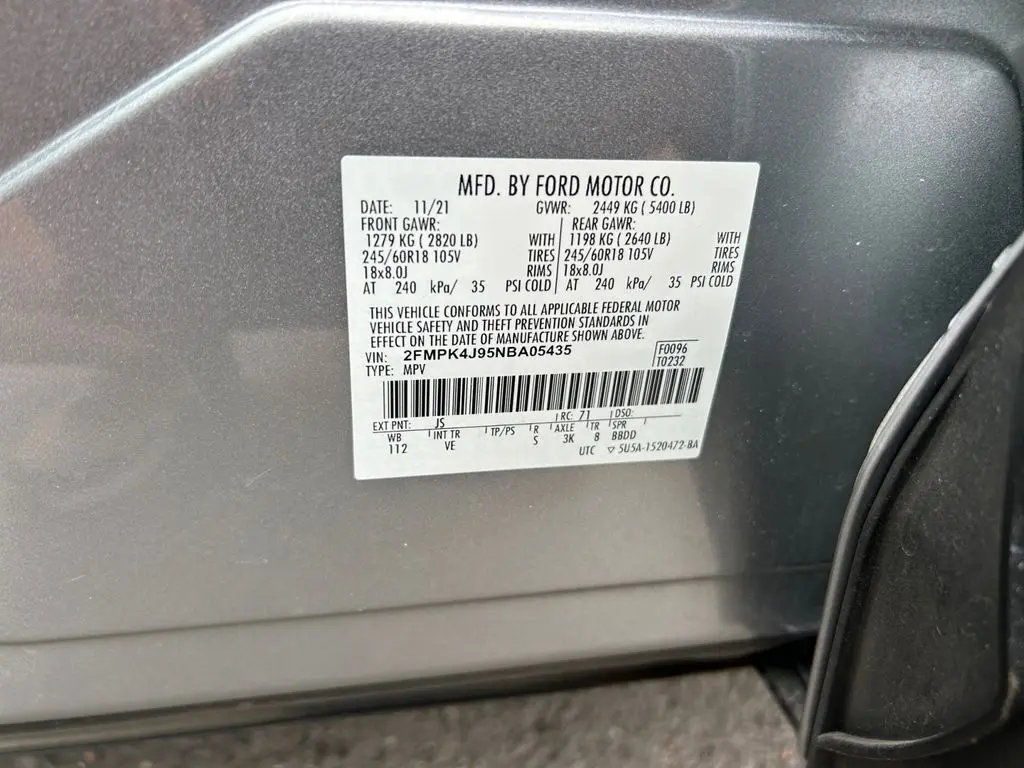 MFD. BY FORD MOTOR CO.
DATE: 11/21 GVWR: 2449 KG ( 5400 LB)
FRONT GAWR: REAR GAWR:
1279 KG ( 2820 LB) WITH 1198 KG ( 2640 LB) WITH
245/60R18 105V TIRES 245/60R18 105V TIRES
18x8.0J RIMS 18x8.0J RIMS
AT 240 kPa/ 35 PSI COLD AT 240 kPa/ 35 PSI COLD
THIS VEHICLE CONFORMS TO ALL APPLICABLE FEDERAL MOTOR
VEHICLE SAFETY AND THEFT PREVENTION STANDARDS IN
EFFECT ON THE DATE OF MANUFACTURE SHOWN ABOVE.
VIN: 2FMPK4J95NBA05435 F0096
TYPE: MPV T0232
EXT PNT: JS RC: 71 DSO:
WB INT TR TP/PS R AXLE TR SPR
112 VE S 3K 8 BBDD
UTC ▽ 5U5A-1520472-BA